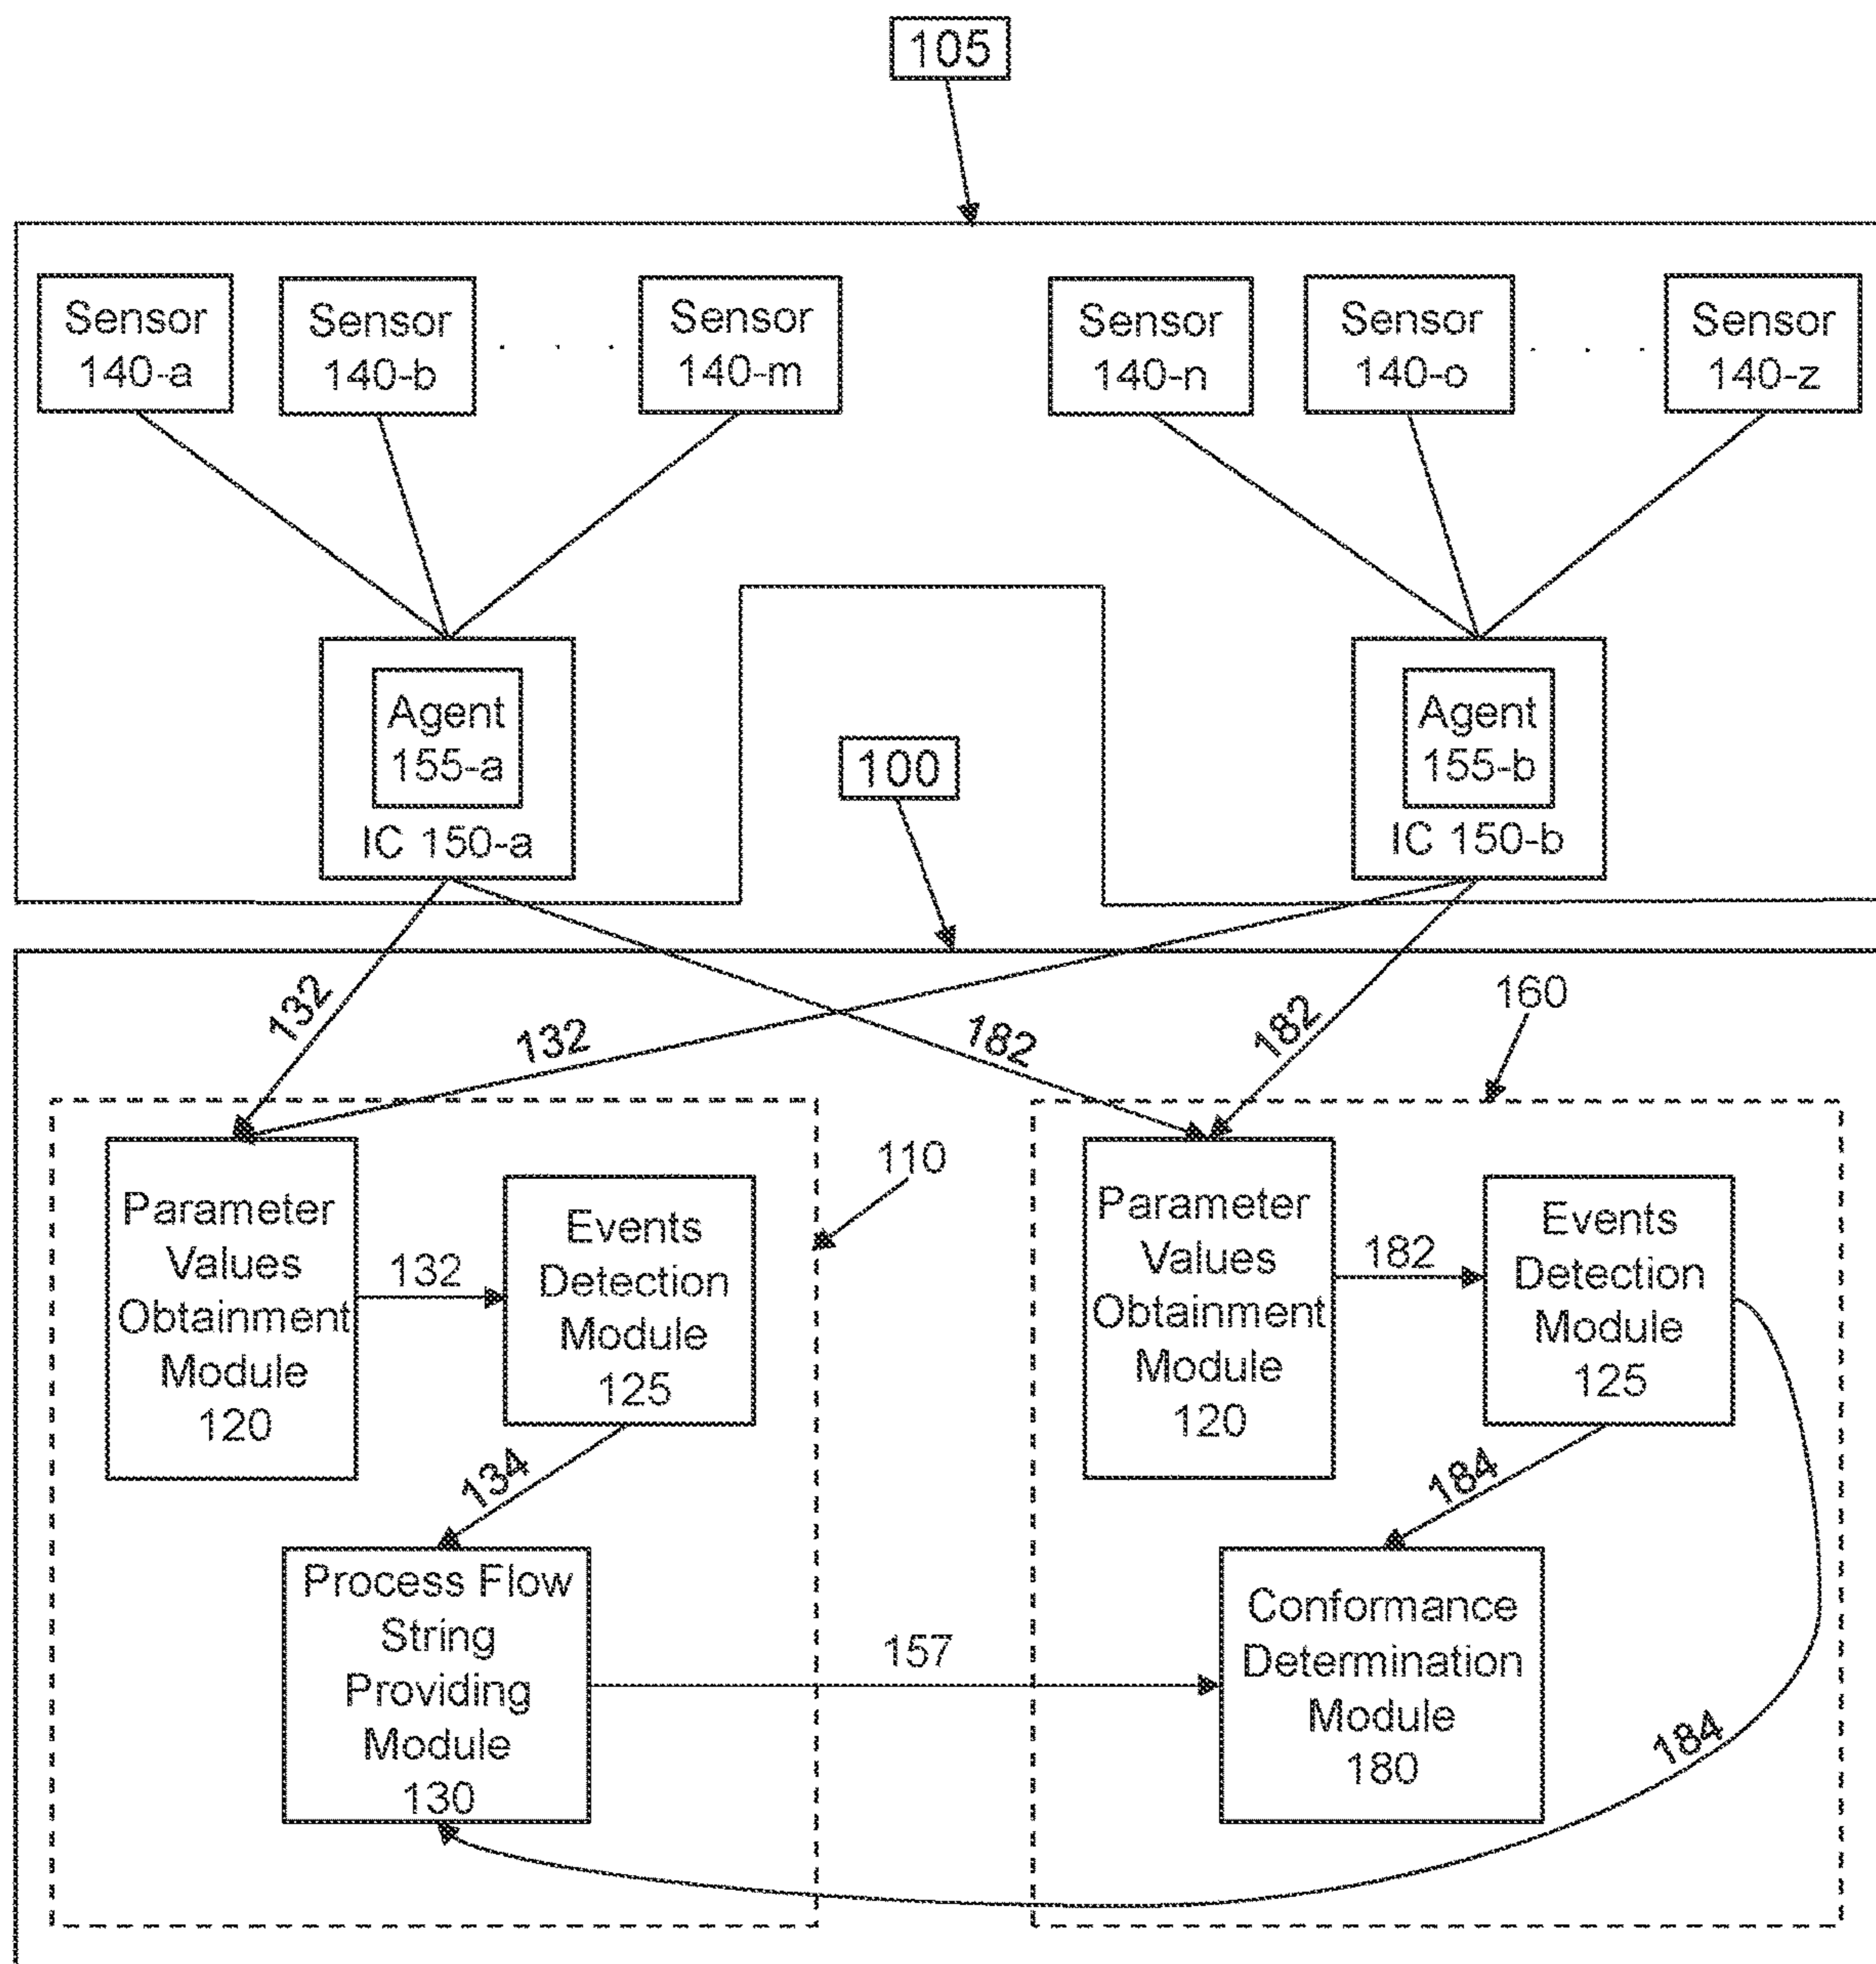 105
Sensor
140-a
Sensor
140-b
Sensor
140-m
Sensor
140-n
Sensor
140-o
Sensor
140-z
Agent
155-a
IC 150-a
100
Agent
155-b
IC 150-b
132
132
182
182
160
110
Parameter
Values
Obtainment
Module
120
132
Events
Detection
Module
125
134
Process Flow
String
Providing
Module
130
157
Parameter
Values
Obtainment
Module
120
182
Events
Detection
Module
125
184
Conformance
Determination
Module
180
184